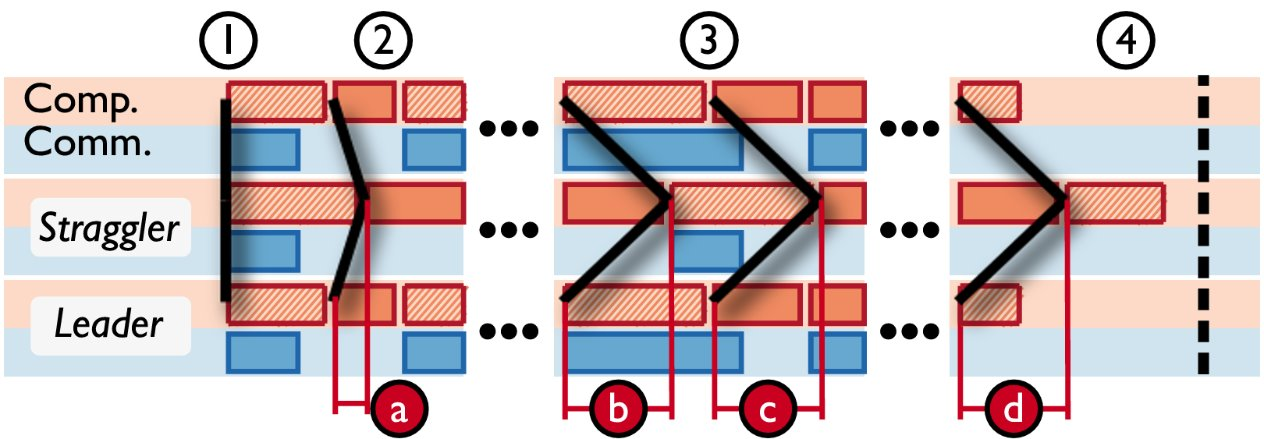 1 2 3 4
Comp.
Comm.
Straggler
Leader
a b c d